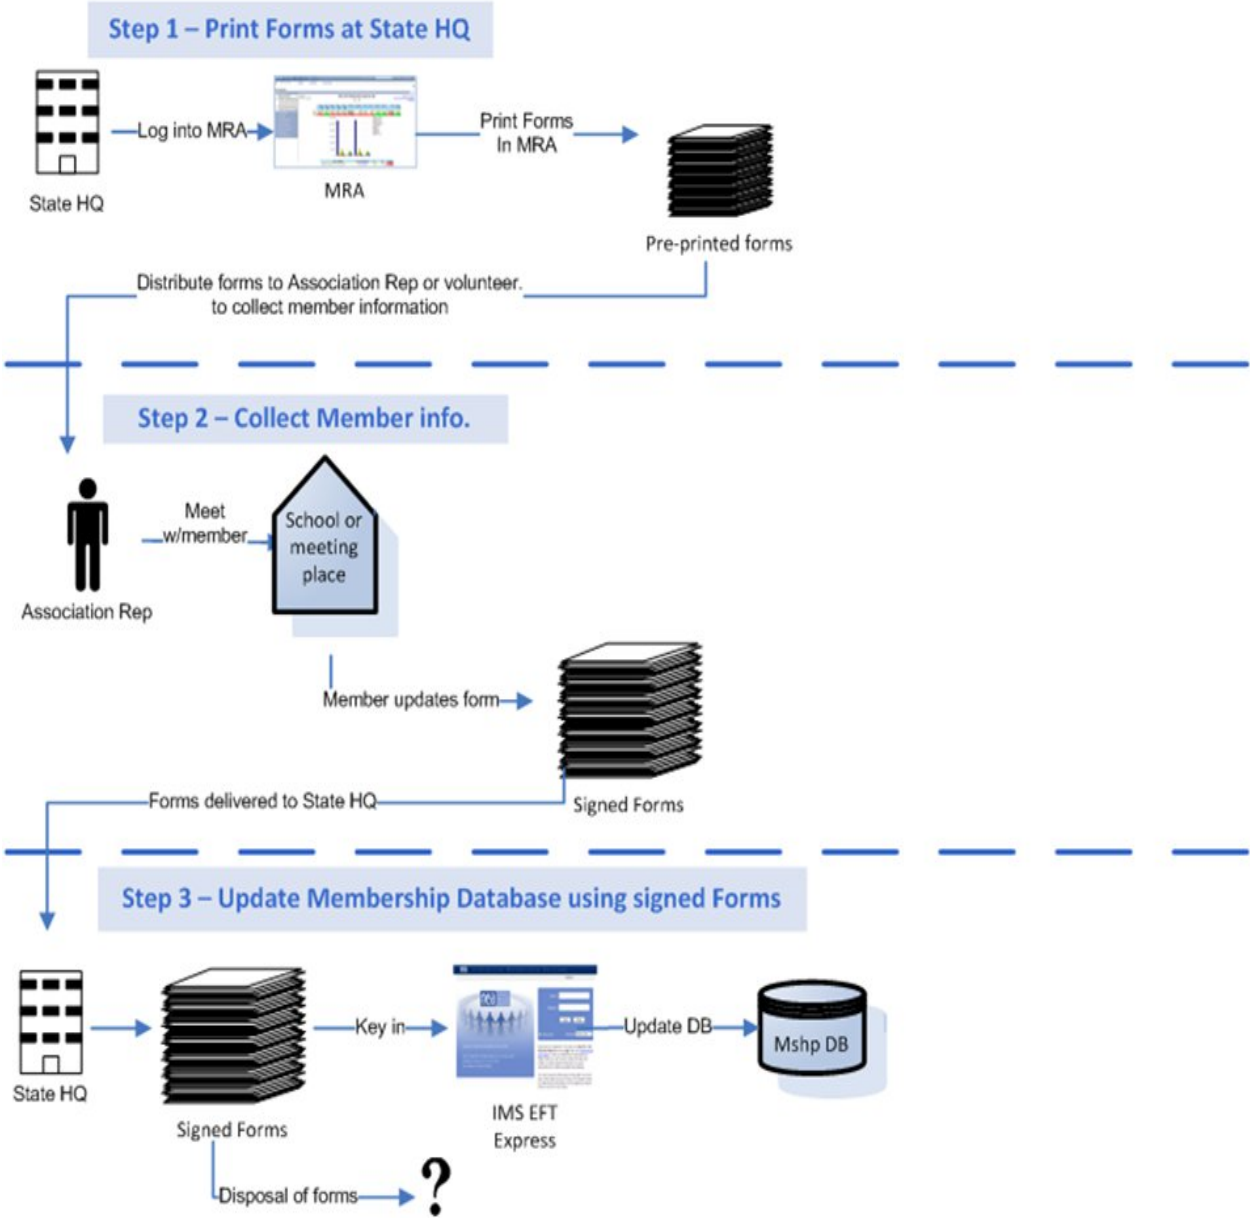 Step 1 – Print Forms at State HQ
Log into MRA
Print Forms
In MRA
MRA
State HQ
Pre-printed forms
Distribute forms to Association Rep or volunteer.
to collect member information
Step 2 – Collect Member info.
Meet
w/member
School or
meeting
place
Association Rep
Member updates form
Forms delivered to State HQ
Signed Forms
Step 3 – Update Membership Database using signed Forms
Key in
Update DB
Mshp DB
State HQ
Signed Forms
IMS EFT
Express
Disposal of forms
?